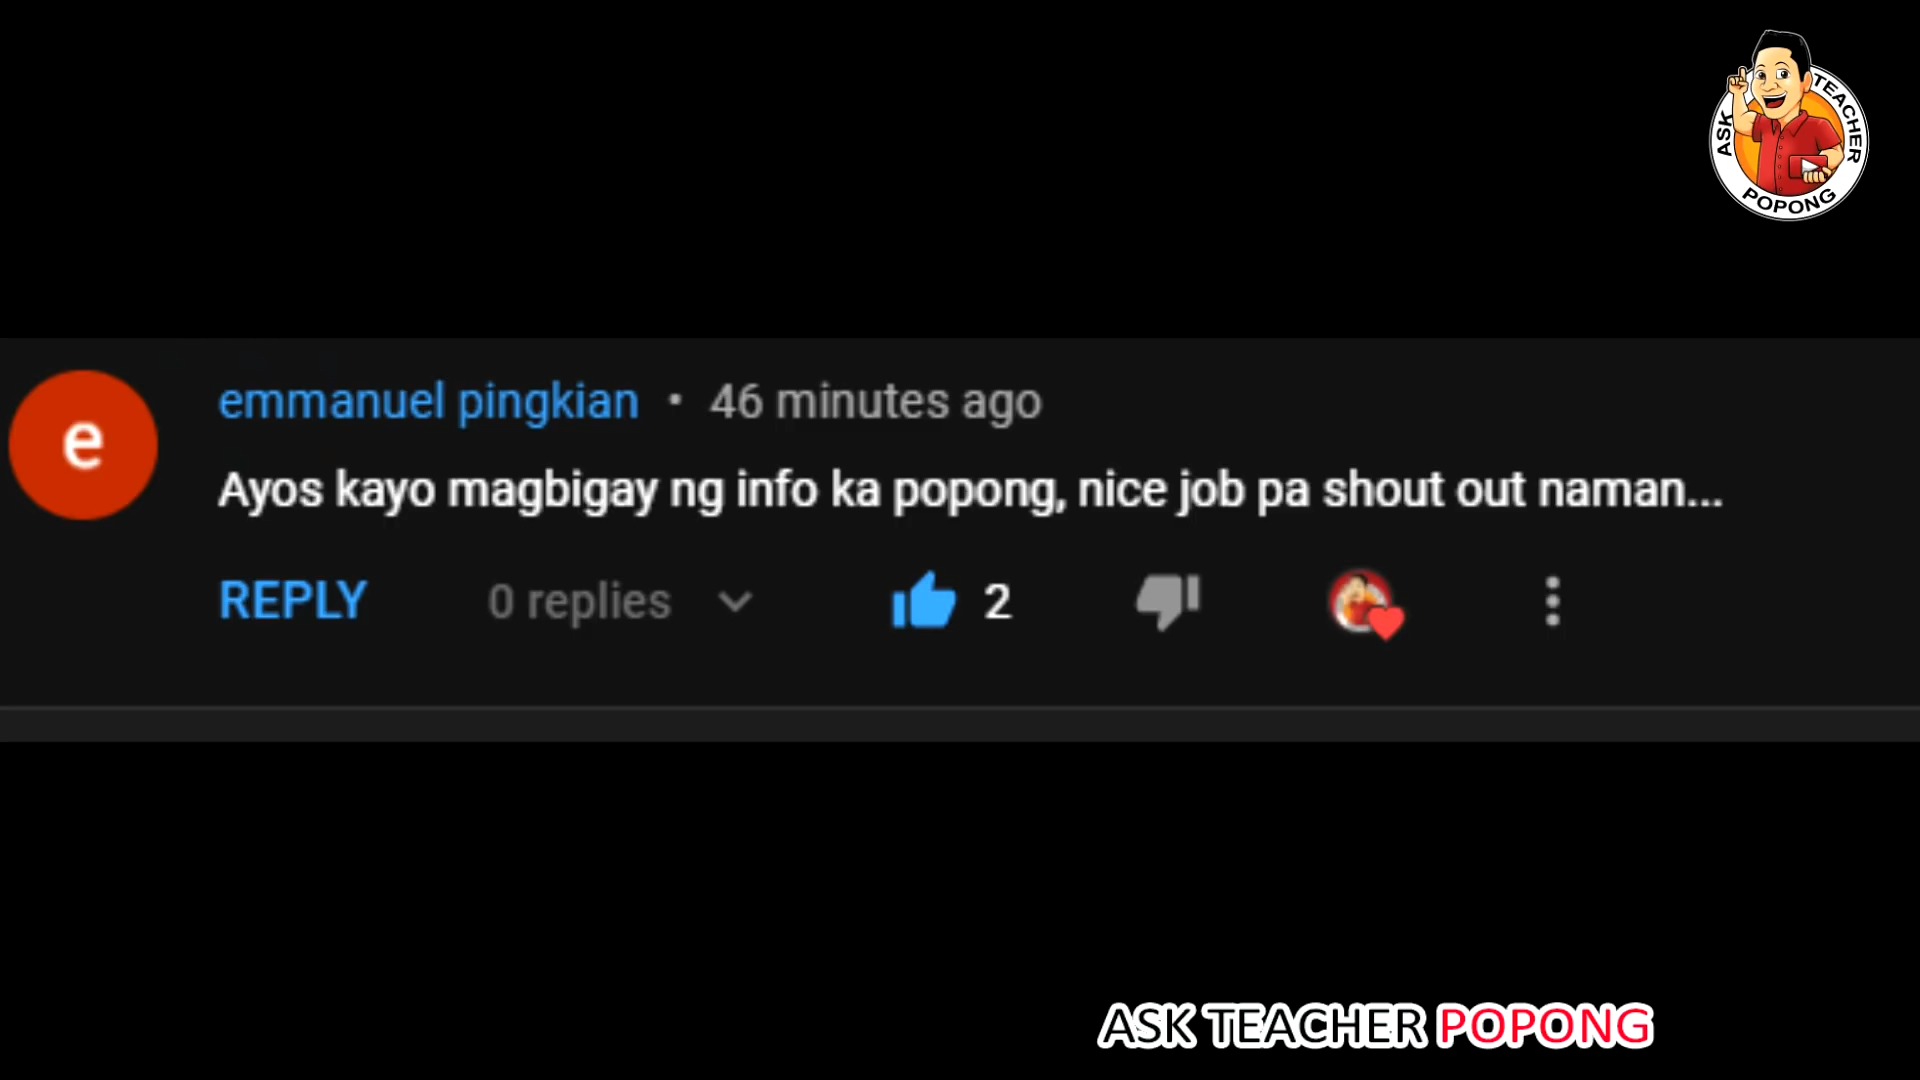 ASK TEACHER POPONG
e
emmanuel pingkian • 46 minutes ago
Ayos kayo magbigay ng info ka popong, nice job pa shout out naman...
REPLY 0 replies 2
ASK TEACHER POPONG